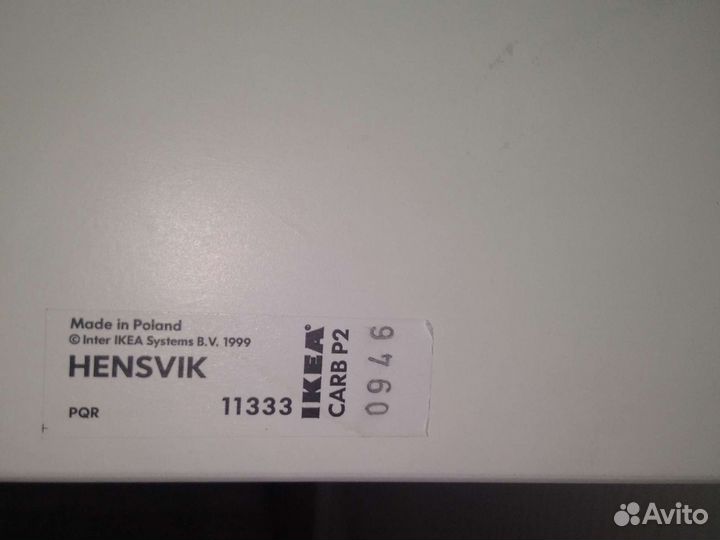 Made in Poland
© Inter IKEA Systems B.V. 1999
HENSVIK
PQR
11333
IKEA®
CARB P2
0946
Avito